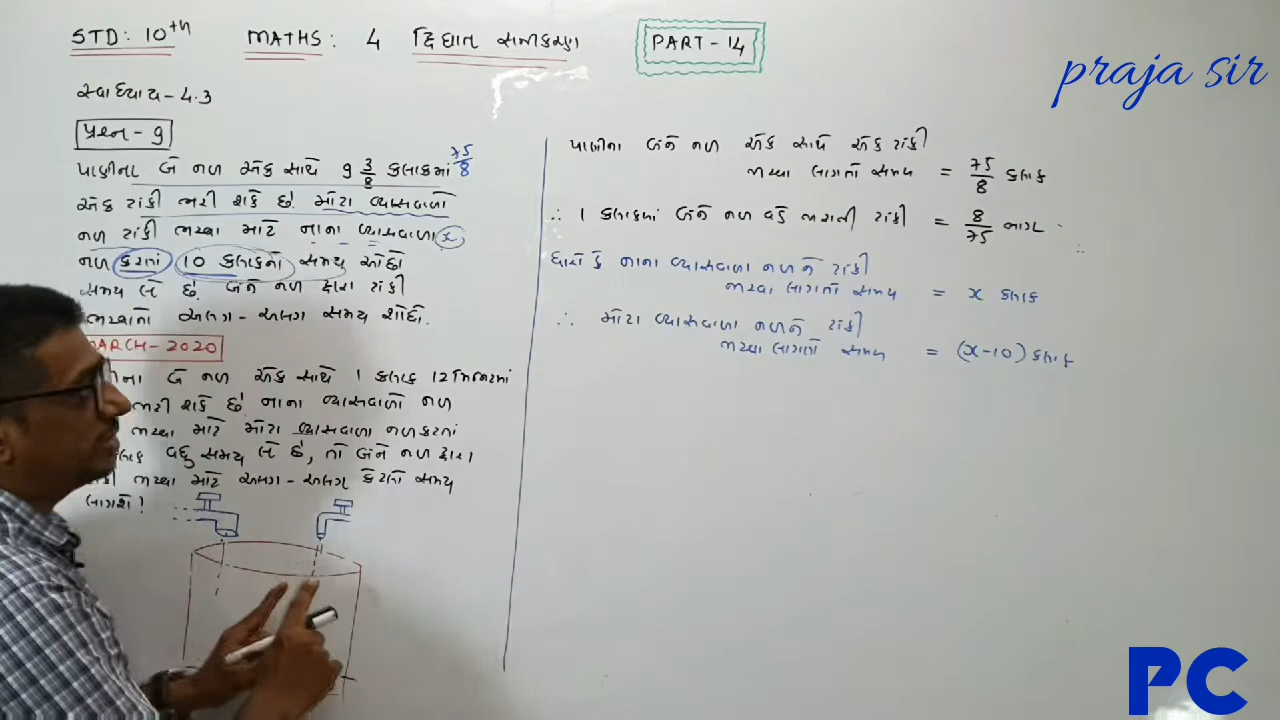 STD: 10th MATHS: 4 દ્વિઘાત સમીકરણ PART-14
praja sir
સ્વાધ્યાય-4.3
પ્રશ્ન-9
પાણીના બે નળ એક સાથે 9 3/8 કલાકમાં 75/8
એક ટાંકી ભરી શકે છે. મોટા વ્યાસવાળો
નળ ટાંકી ભરવા માટે નાના વ્યાસવાળા x
નળ કરતાં 10 કલાકનો સમય ઓછો
સમય લે છે. બંને નળ દ્વારા ટાંકી
ભરવાનો અલગ-અલગ સમય શોધો.
MARCH-2020
બે નળ એક સાથે 1 કલાક 12 મિનિટમાં
ભરી શકે છે નાના વ્યાસવાળો નળ
ભરવા માટે મોટા વ્યાસવાળા નળ કરતાં
વધુ સમય લે છે, તો બંને નળ દ્વારા
ભરવા માટે અલગ-અલગ કેટલો સમય
લાગશે?
પાણીના બંને નળ એક સાથે એક ટાંકી
ભરવા લાગતો સમય = 75/8 કલાક
∴ 1 કલાકમાં બંને નળ વડે ભરાતી ટાંકી = 8/75 ભાગ
ધારો કે નાના વ્યાસવાળા નળને ટાંકી
ભરવા લાગતો સમય = x કલાક
∴ મોટા વ્યાસવાળા નળને ટાંકી
ભરવા લાગતો સમય = (x-10) કલાક
PC